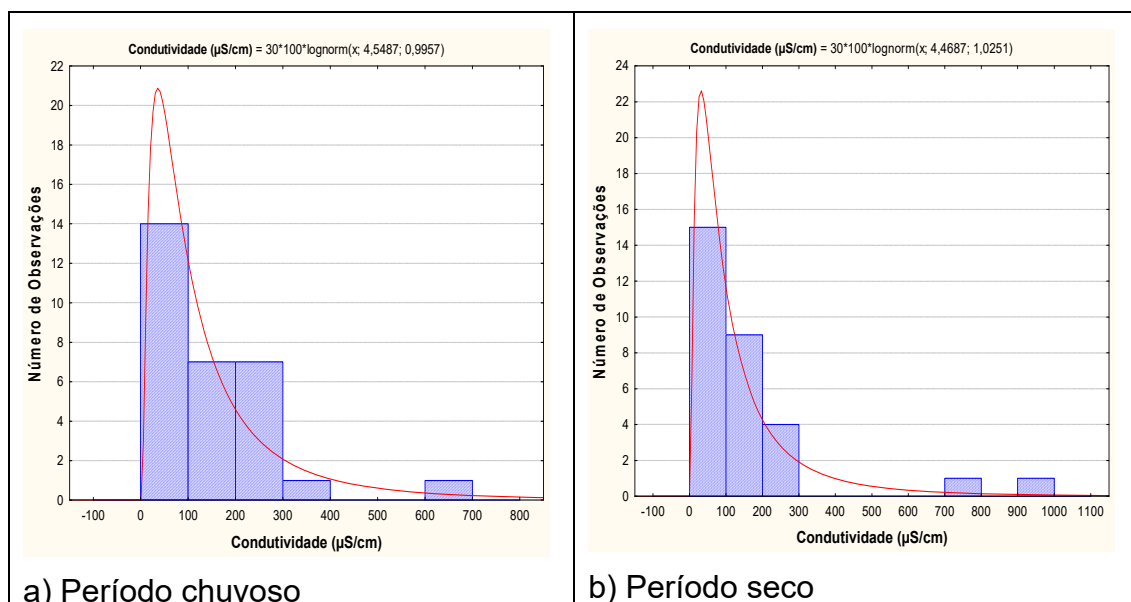 Condutividade (µS/cm) = 30*100*lognorm(x; 4,5487; 0,9957)
22
20
18
16
14
12
10
8
6
4
2
0
Número de Observações
-100 0 100 200 300 400 500 600 700 800
Condutividade (µS/cm)
a) Período chuvoso
Condutividade (µS/cm) = 30*100*lognorm(x; 4,4687; 1,0251)
24
22
20
18
16
14
12
10
8
6
4
2
0
Número de Observações
-100 0 100 200 300 400 500 600 700 800 900 1000 1100
Condutividade (µS/cm)
b) Período seco